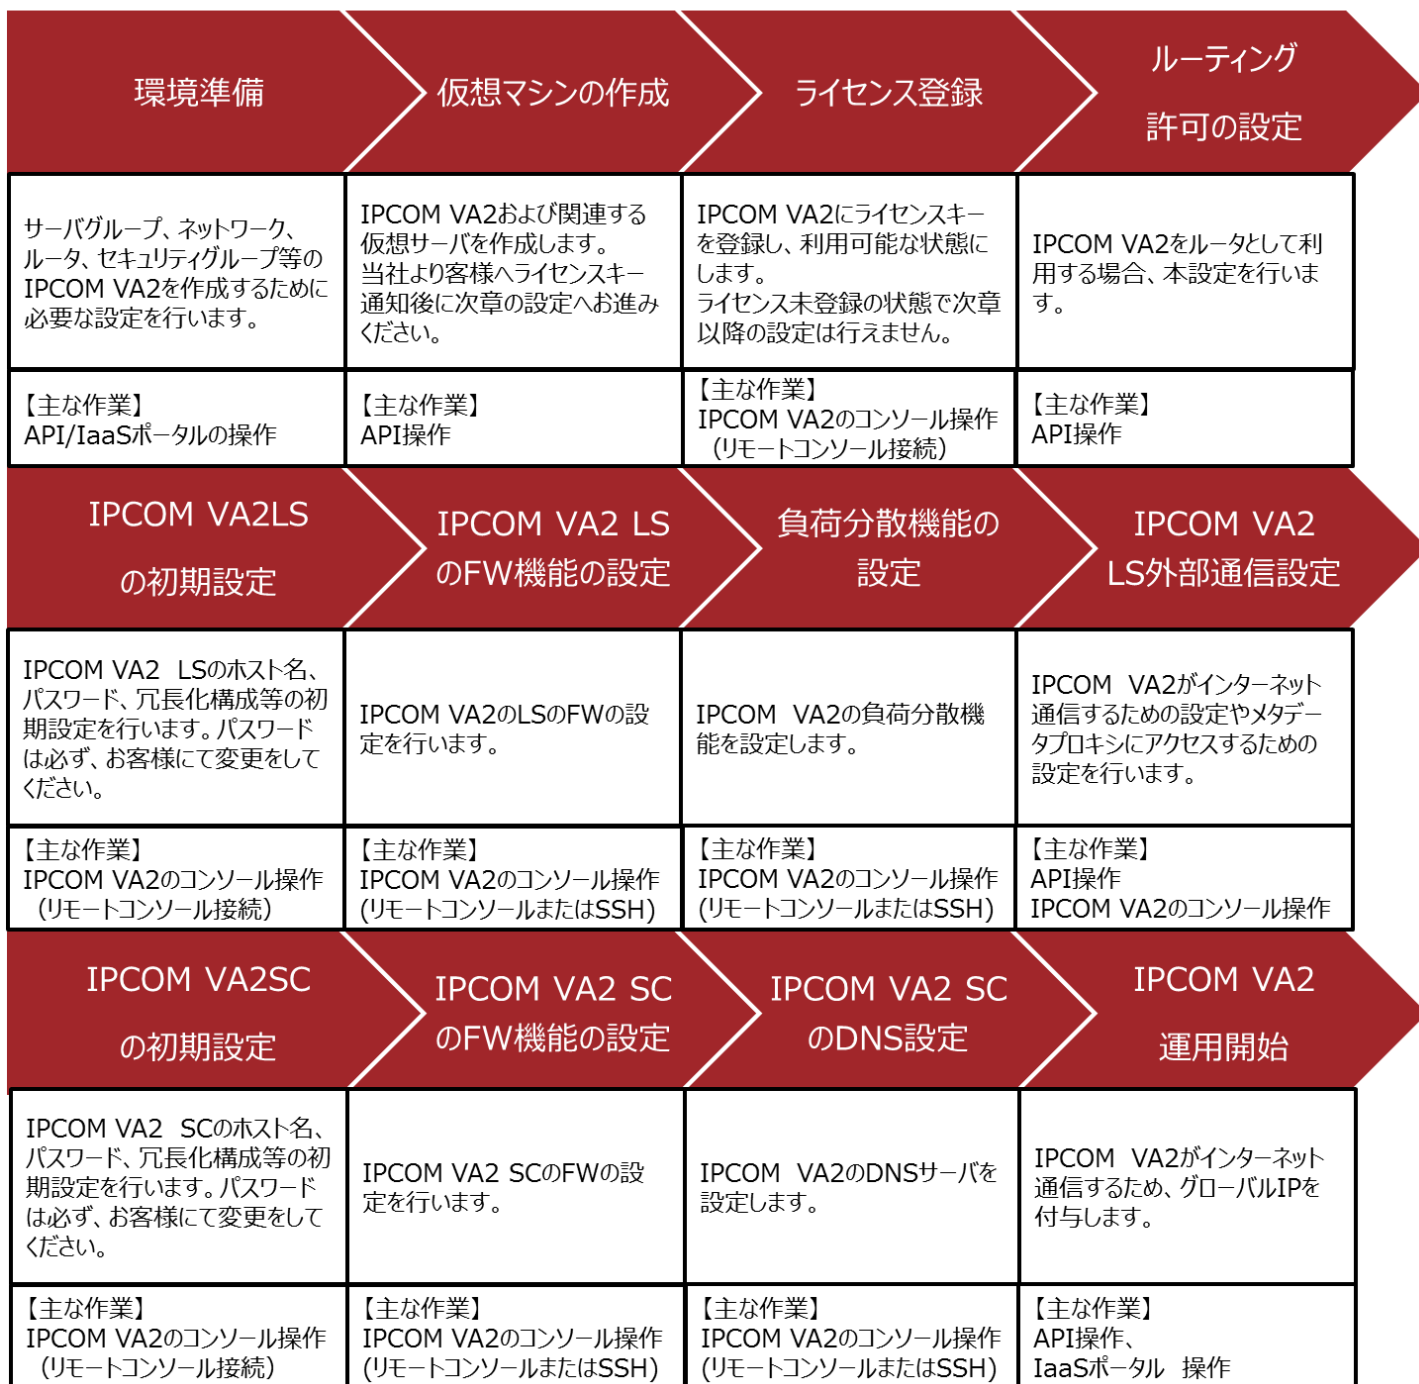 環境準備
仮想マシンの作成
ライセンス登録
ルーティング
許可の設定
サーバグループ、ネットワーク、
ルータ、セキュリティグループ等の
IPCOM VA2を作成するために
必要な設定を行います。
IPCOM VA2および関連する
仮想サーバを作成します。
当社より客様へライセンスキー
通知後に次章の設定へお進み
ください。
IPCOM VA2にライセンスキー
を登録し、利用可能な状態に
します。
ライセンス未登録の状態で次章
以降の設定は行えません。
IPCOM VA2をルータとして利
用する場合、本設定を行いま
す。
【主な作業】
API/IaaSポータルの操作
【主な作業】
API操作
【主な作業】
IPCOM VA2のコンソール操作
（リモートコンソール接続）
【主な作業】
API操作
IPCOM VA2LS
の初期設定
IPCOM VA2 LS
のFW機能の設定
負荷分散機能の
設定
IPCOM VA2
LS外部通信設定
IPCOM VA2　LSのホスト名、
パスワード、冗長化構成等の初
期設定を行います。パスワード
は必ず、お客様にて変更をして
ください。
IPCOM VA2のLSのFWの設
定を行います。
IPCOM　VA2の負荷分散機
能を設定します。
IPCOM　VA2がインターネット
通信するための設定やメタデー
タプロキシにアクセスするための
設定を行います。
【主な作業】
IPCOM VA2のコンソール操作
（リモートコンソール接続）
【主な作業】
IPCOM VA2のコンソール操作
(リモートコンソールまたはSSH)
【主な作業】
IPCOM VA2のコンソール操作
(リモートコンソールまたはSSH)
【主な作業】
API操作
IPCOM VA2のコンソール操作
IPCOM VA2SC
の初期設定
IPCOM VA2 SC
のFW機能の設定
IPCOM VA2 SC
のDNS設定
IPCOM VA2
運用開始
IPCOM VA2　SCのホスト名、
パスワード、冗長化構成等の初
期設定を行います。パスワード
は必ず、お客様にて変更をして
ください。
IPCOM VA2 SCのFWの設
定を行います。
IPCOM　VA2のDNSサーバを
設定します。
IPCOM　VA2がインターネット
通信するため、グローバルIPを
付与します。
【主な作業】
IPCOM VA2のコンソール操作
（リモートコンソール接続）
【主な作業】
IPCOM VA2のコンソール操作
(リモートコンソールまたはSSH)
【主な作業】
IPCOM VA2のコンソール操作
(リモートコンソールまたはSSH)
【主な作業】
API操作、
IaaSポータル　操作